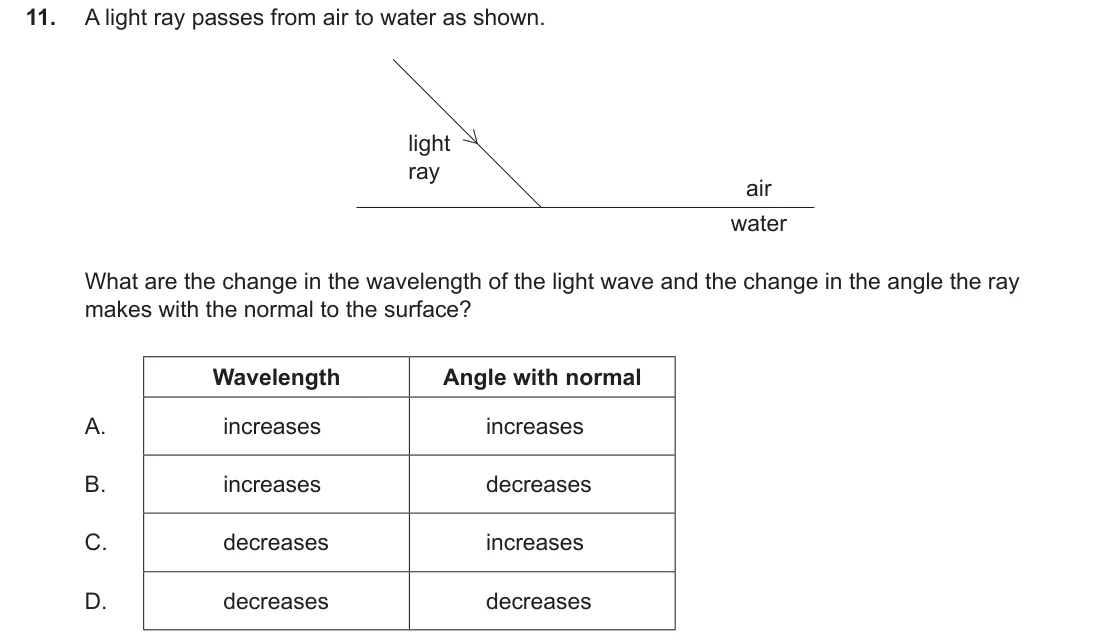 11. A light ray passes from air to water as shown.
light
ray
air
water
What are the change in the wavelength of the light wave and the change in the angle the ray
makes with the normal to the surface?
Wavelength Angle with normal
A. increases increases
B. increases decreases
C. decreases increases
D. decreases decreases